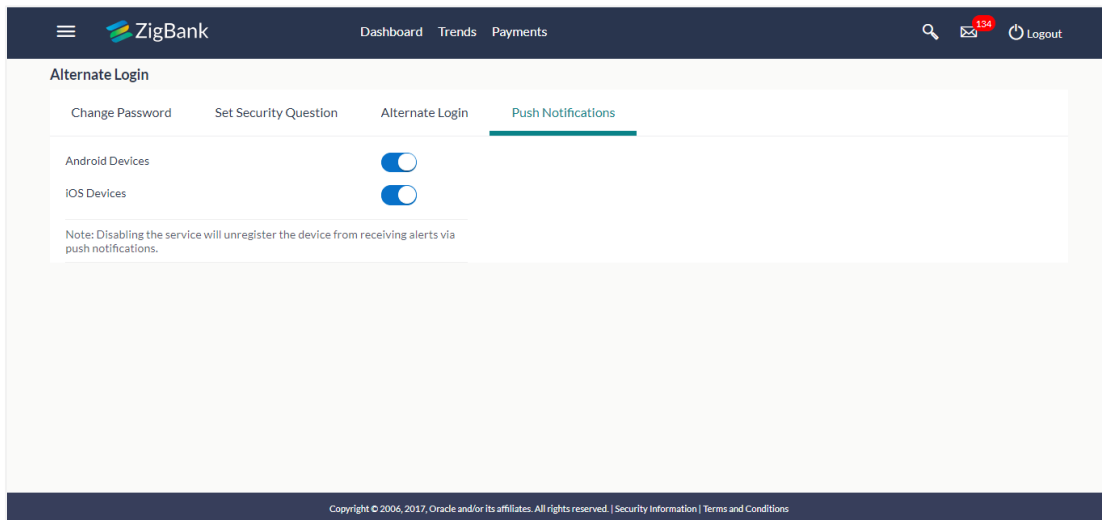 ZigBank
Dashboard Trends Payments
134
Logout
Alternate Login
Change Password Set Security Question Alternate Login Push Notifications
Android Devices
iOS Devices
Note: Disabling the service will unregister the device from receiving alerts via
push notifications.
Copyright © 2006, 2017, Oracle and/or its affiliates. All rights reserved. | Security Information | Terms and Conditions